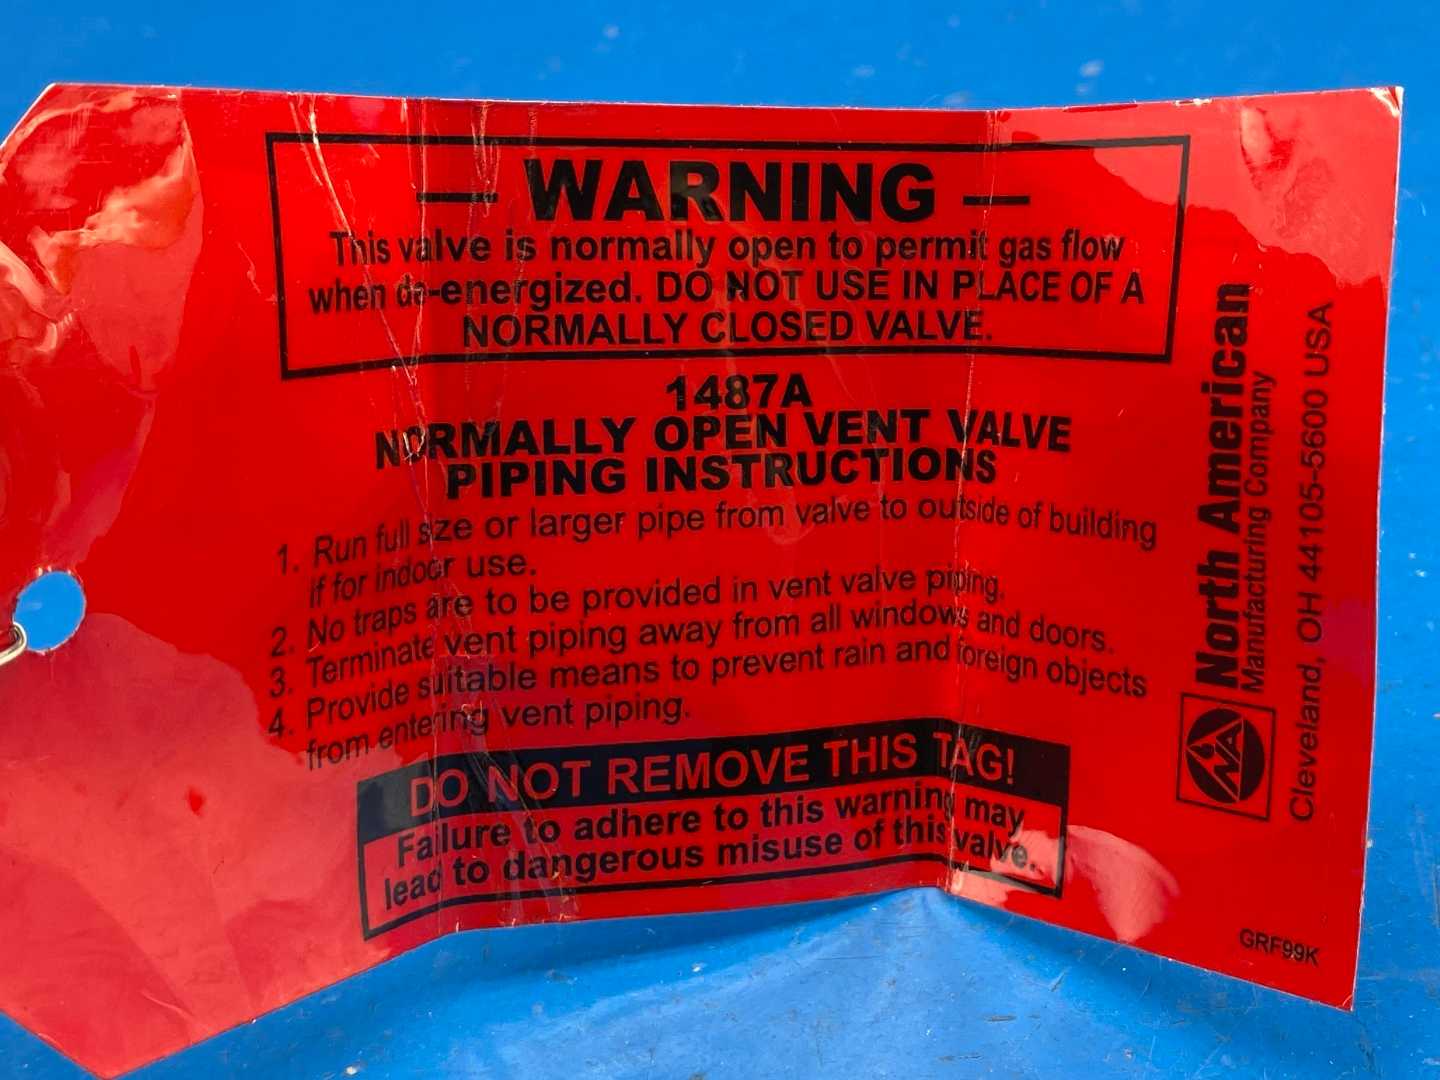 — WARNING —
This valve is normally open to permit gas flow
when de-energized. DO NOT USE IN PLACE OF A
NORMALLY CLOSED VALVE.
1487A
NORMALLY OPEN VENT VALVE
PIPING INSTRUCTIONS
1. Run full size or larger pipe from valve to outside of building
if for indoor use.
2. No traps are to be provided in vent valve piping.
3. Terminate vent piping away from all windows and doors.
4. Provide suitable means to prevent rain and foreign objects
from entering vent piping.
DO NOT REMOVE THIS TAG!
Failure to adhere to this warning may
lead to dangerous misuse of this valve.
NA
North American
Manufacturing Company
Cleveland, OH 44105-5600 USA
GRF99K